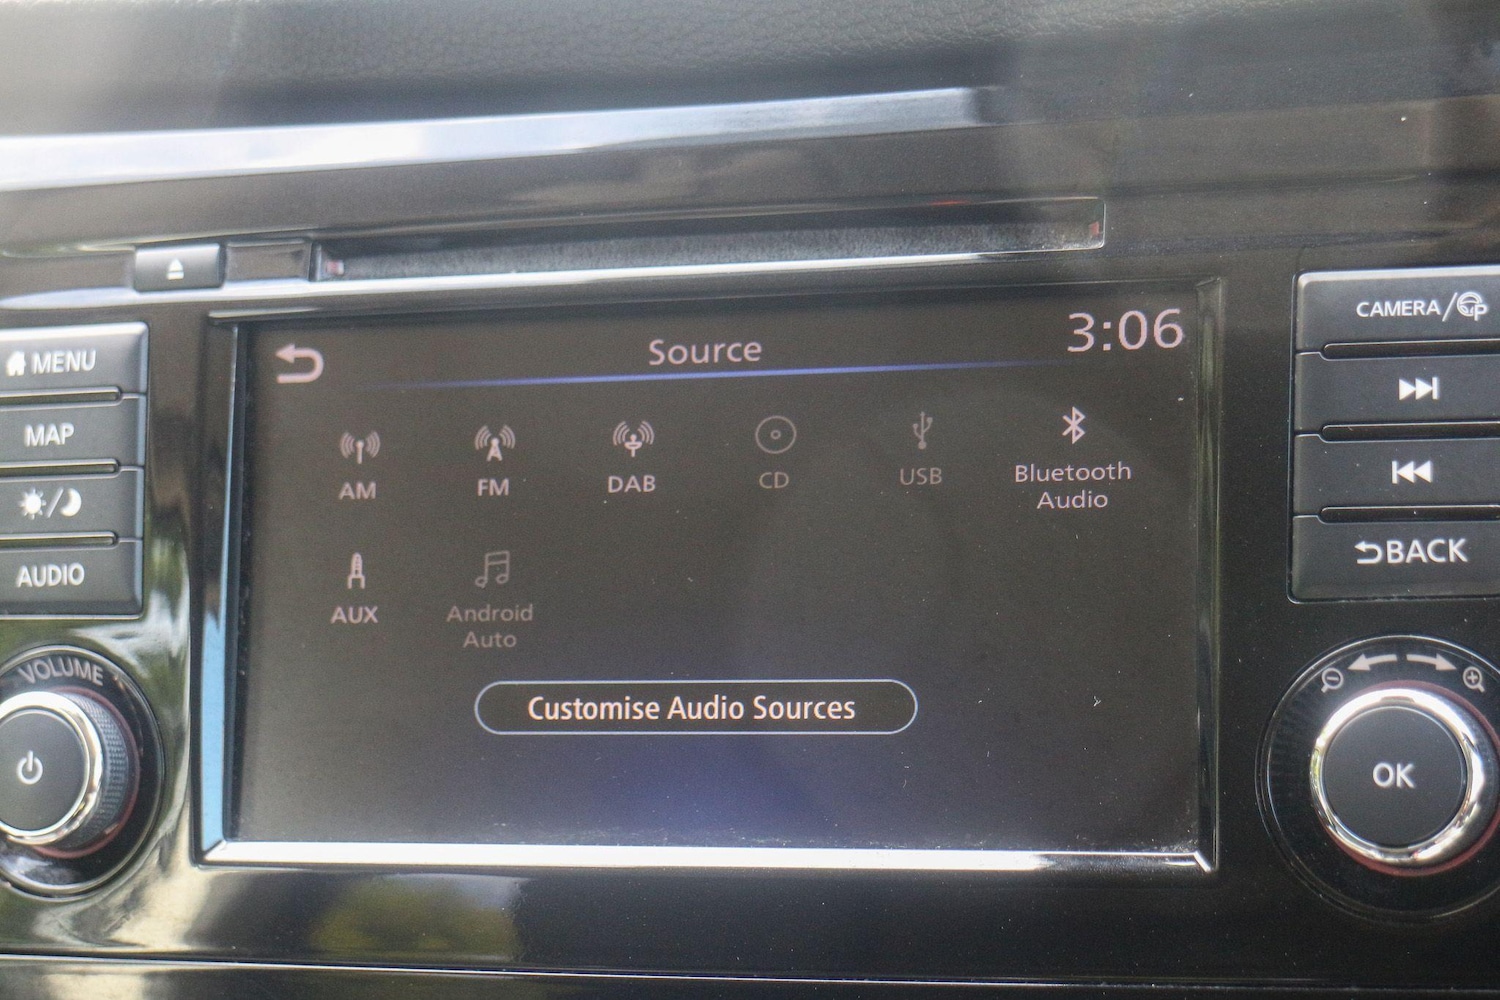 Source
3:06
AM
FM
DAB
CD
USB
Bluetooth
Audio
AUX
Android
Auto
Customise Audio Sources
MENU
MAP
AUDIO
VOLUME
CAMERA/
BACK
OK